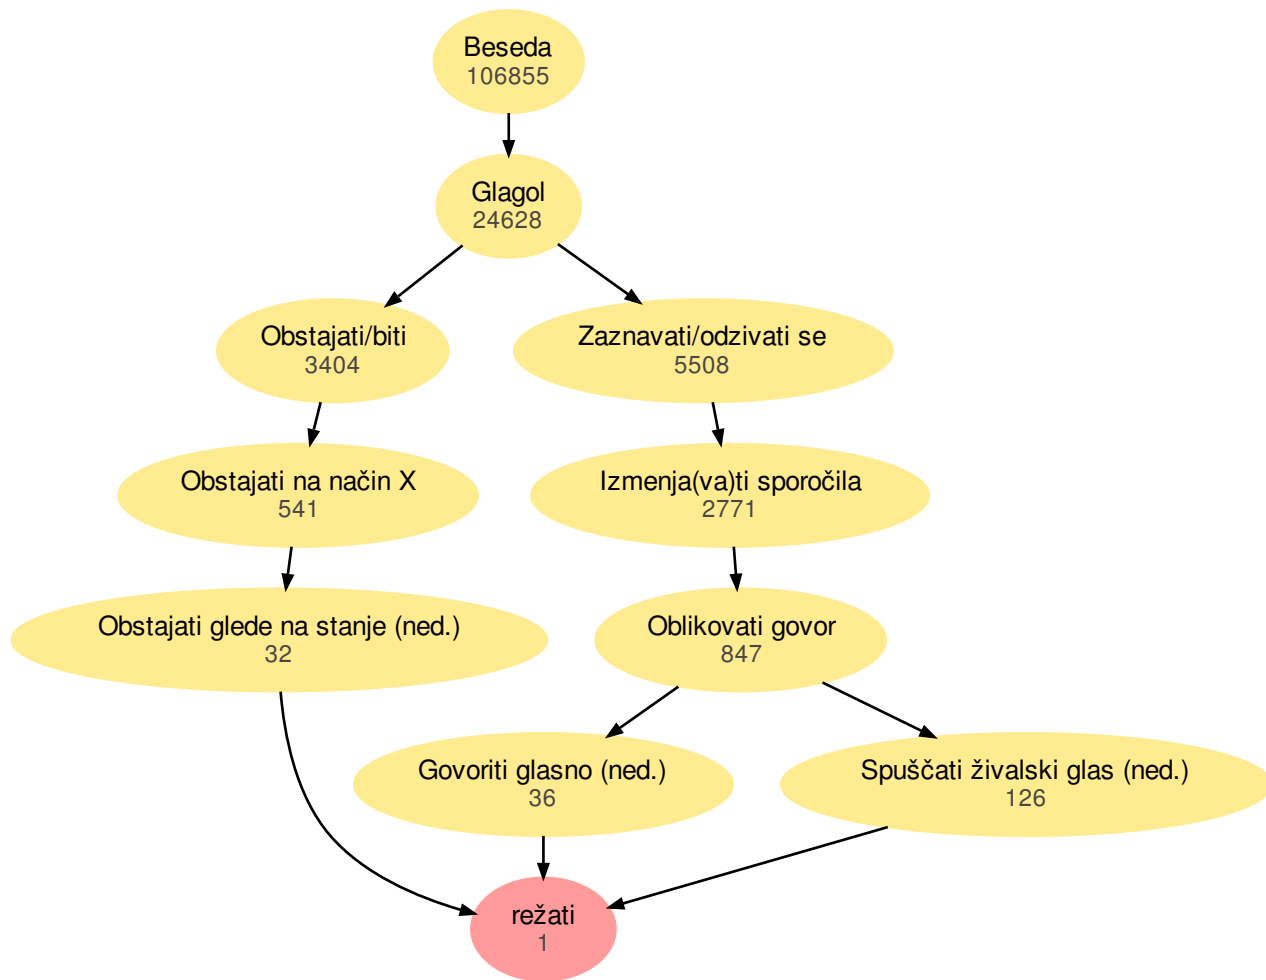 Beseda
106855
Glagol
24628
Obstajati/biti
3404
Zaznavati/odzivati se
5508
Obstajati na način X
541
Izmenja(va)ti sporočila
2771
Obstajati glede na stanje (ned.)
32
Oblikovati govor
847
Govoriti glasno (ned.)
36
Spuščati živalski glas (ned.)
126
režati
1